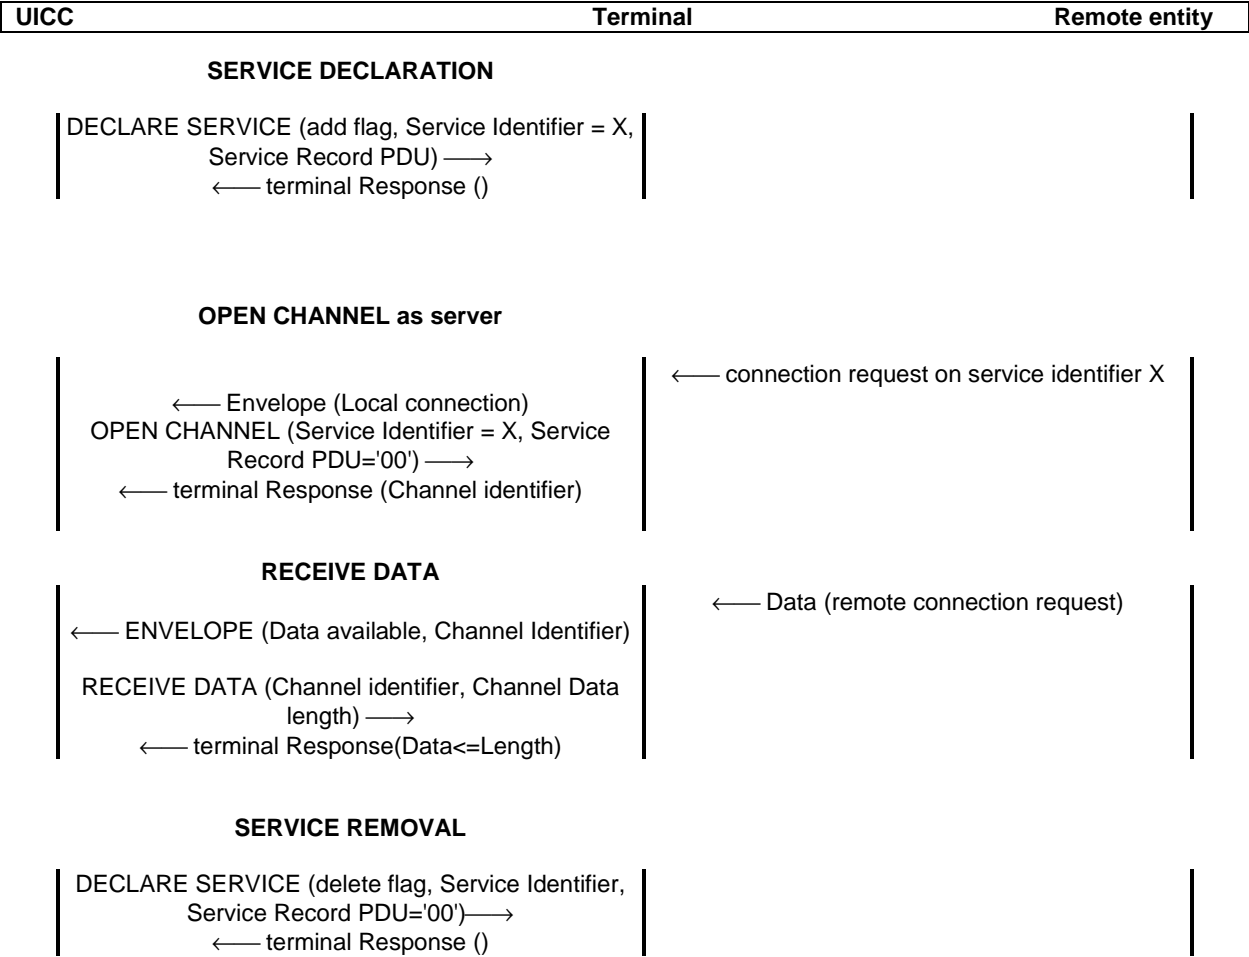 UICC Terminal Remote entity
SERVICE DECLARATION
DECLARE SERVICE (add flag, Service Identifier = X,
Service Record PDU) ⟶
⟵ terminal Response ()
OPEN CHANNEL as server
⟵ connection request on service identifier X
⟵ Envelope (Local connection)
OPEN CHANNEL (Service Identifier = X, Service
Record PDU='00') ⟶
⟵ terminal Response (Channel identifier)
RECEIVE DATA
⟵ Data (remote connection request)
⟵ ENVELOPE (Data available, Channel Identifier)
RECEIVE DATA (Channel identifier, Channel Data
length) ⟶
⟵ terminal Response(Data<=Length)
SERVICE REMOVAL
DECLARE SERVICE (delete flag, Service Identifier,
Service Record PDU='00')⟶
⟵ terminal Response ()